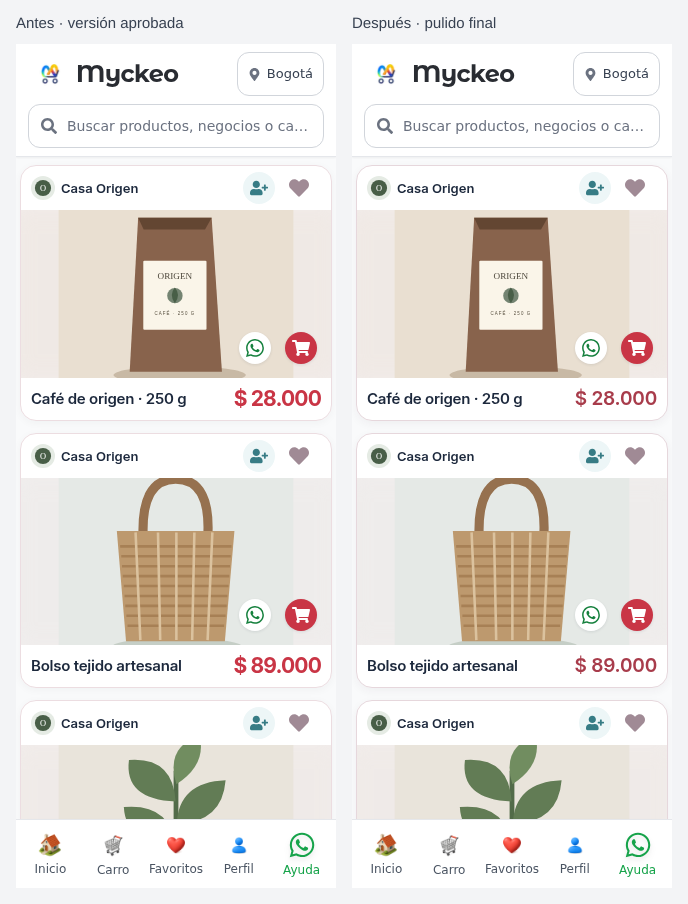 Antes · versión aprobada
Myckeo
Bogotá
Buscar productos, negocios o ca…
O
Casa Origen
ORIGEN
CAFÉ · 250 G
Café de origen · 250 g
$ 28.000
O
Casa Origen
Bolso tejido artesanal
$ 89.000
O
Casa Origen
Inicio
Carro
Favoritos
Perfil
Ayuda
Después · pulido final
Myckeo
Bogotá
Buscar productos, negocios o ca…
O
Casa Origen
ORIGEN
CAFÉ · 250 G
Café de origen · 250 g
$ 28.000
O
Casa Origen
Bolso tejido artesanal
$ 89.000
O
Casa Origen
Inicio
Carro
Favoritos
Perfil
Ayuda